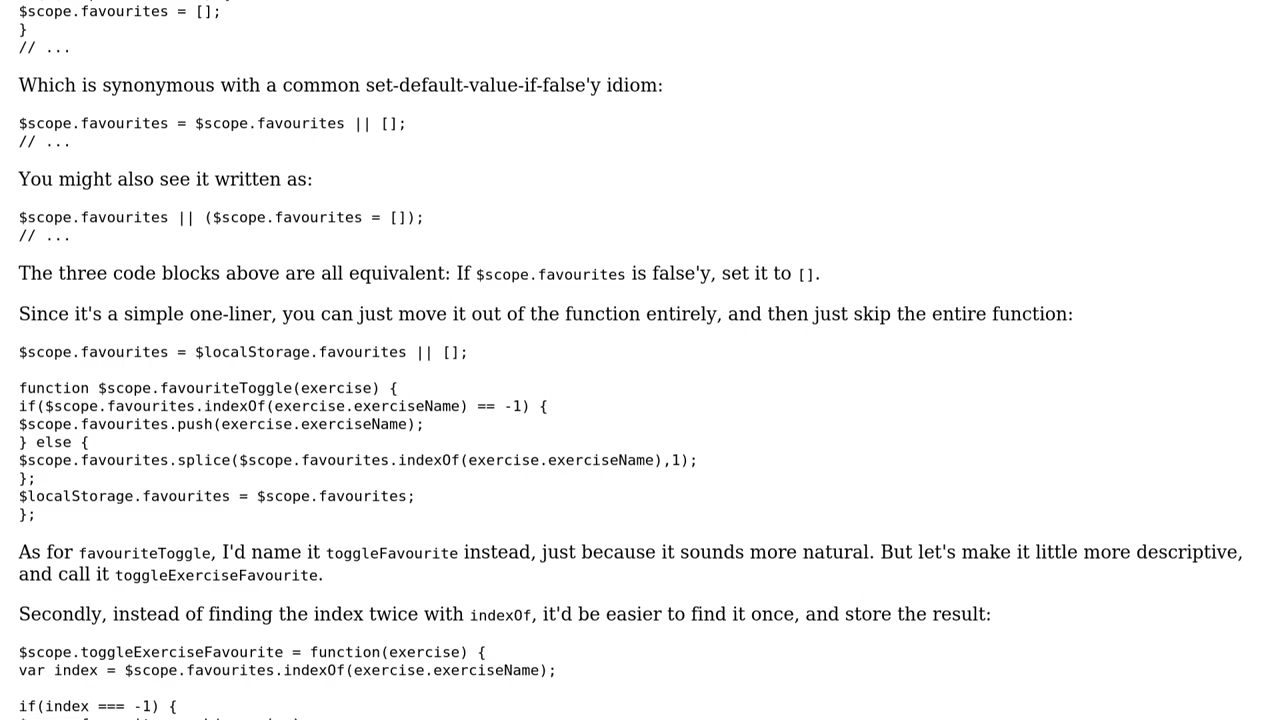 $scope.favourites = [];
}
// ...
Which is synonymous with a common set-default-value-if-false'y idiom:
$scope.favourites = $scope.favourites || [];
// ...
You might also see it written as:
$scope.favourites || ($scope.favourites = []);
// ...
The three code blocks above are all equivalent: If $scope.favourites is false'y, set it to [].
Since it's a simple one-liner, you can just move it out of the function entirely, and then just skip the entire function:
$scope.favourites = $localStorage.favourites || [];
function $scope.favouriteToggle(exercise) {
if($scope.favourites.indexOf(exercise.exerciseName) == -1) {
$scope.favourites.push(exercise.exerciseName);
} else {
$scope.favourites.splice($scope.favourites.indexOf(exercise.exerciseName),1);
};
$localStorage.favourites = $scope.favourites;
};
As for favouriteToggle, I'd name it toggleFavourite instead, just because it sounds more natural. But let's make it little more descriptive,
and call it toggleExerciseFavourite.
Secondly, instead of finding the index twice with indexOf, it'd be easier to find it once, and store the result:
$scope.toggleExerciseFavourite = function(exercise) {
var index = $scope.favourites.indexOf(exercise.exerciseName);
if(index === -1) {